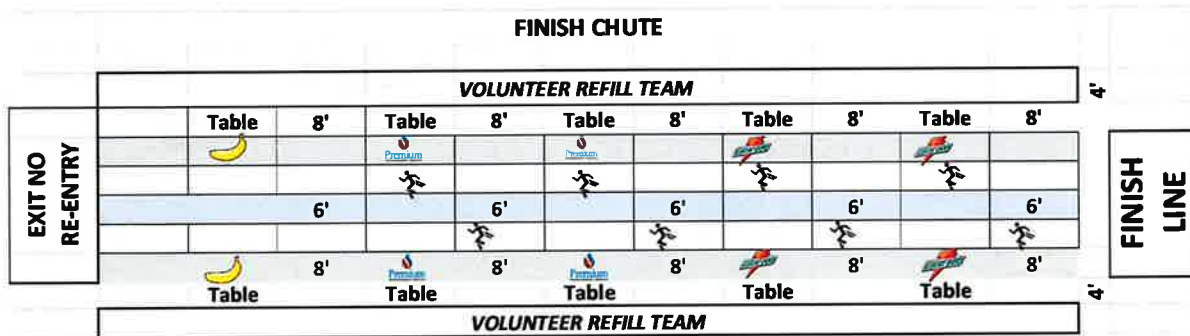 FINISH CHUTE
VOLUNTEER REFILL TEAM
4'
Table 8' Table 8' Table 8' Table 8' Table 8'
Premium Premium
EXIT NO
RE-ENTRY
6' 6' 6' 6' 6'
FINISH
LINE
8' Premium 8' Premium 8' 8' 8'
Table Table Table Table Table
4'
VOLUNTEER REFILL TEAM